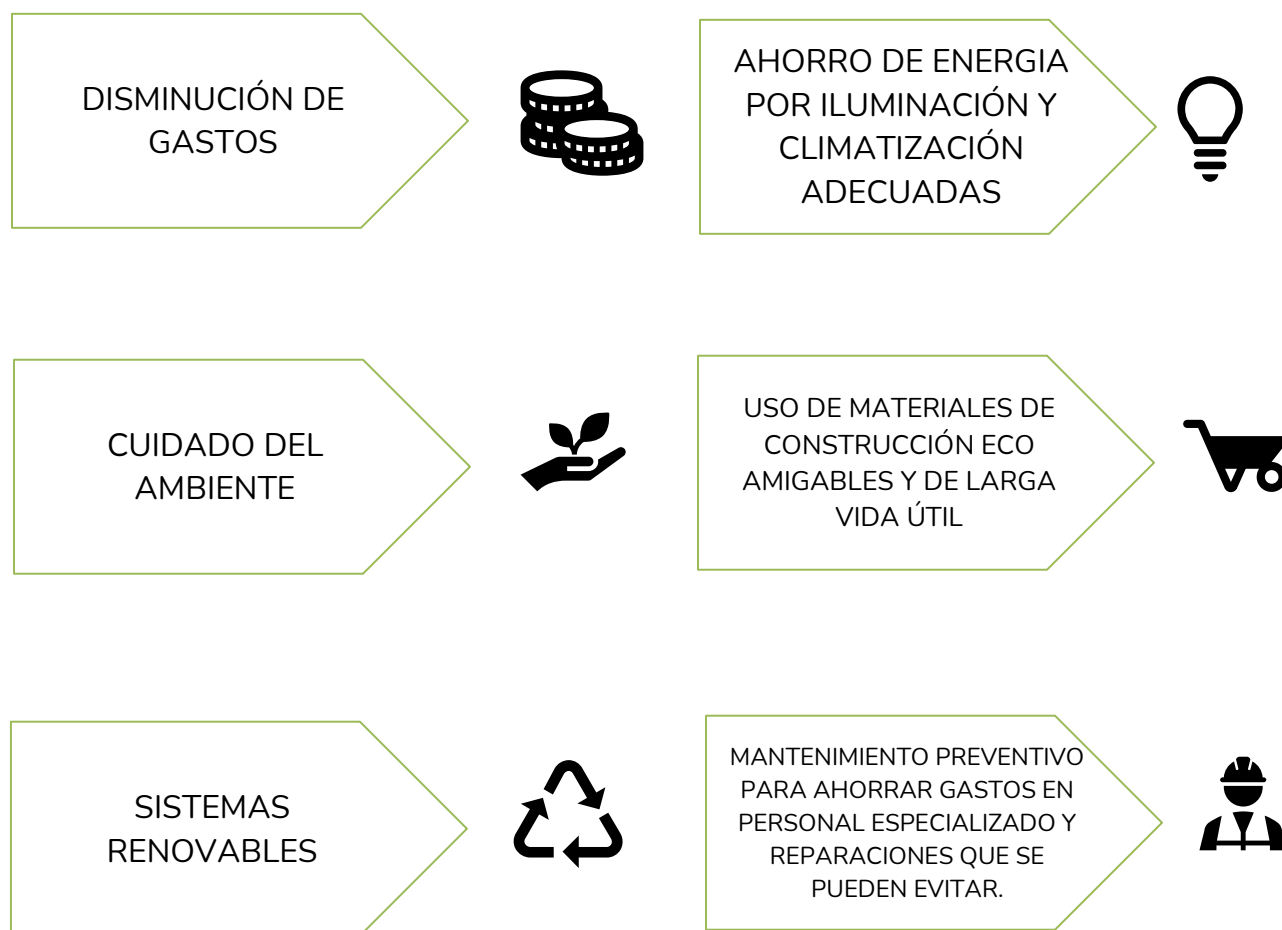 DISMINUCIÓN DE
GASTOS
AHORRO DE ENERGIA
POR ILUMINACIÓN Y
CLIMATIZACIÓN
ADECUADAS
CUIDADO DEL
AMBIENTE
USO DE MATERIALES DE
CONSTRUCCIÓN ECO
AMIGABLES Y DE LARGA
VIDA ÚTIL
SISTEMAS
RENOVABLES
MANTENIMIENTO PREVENTIVO
PARA AHORRAR GASTOS EN
PERSONAL ESPECIALIZADO Y
REPARACIONES QUE SE
PUEDEN EVITAR.